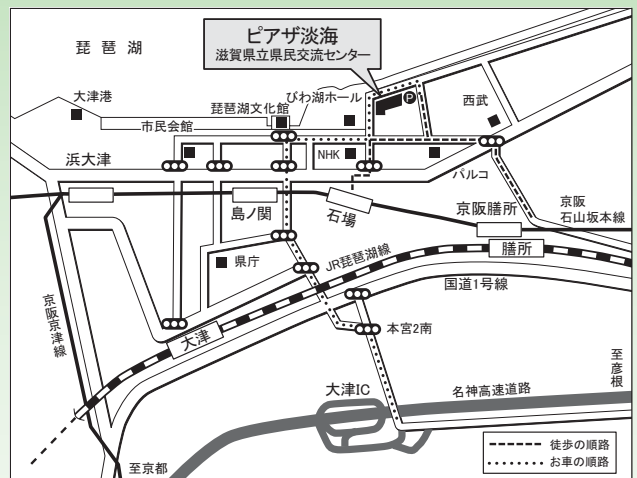 ピアザ淡海
滋賀県立県民交流センター
琵琶湖
大津港
琵琶湖文化館
びわ湖ホール
P
西武
市民会館
浜大津
NHK
パルコ
島ノ関
石場
京阪膳所
京阪
石山坂本線
膳所
県庁
JR琵琶湖線
国道1号線
京阪京津線
大津
本宮2南
至彦根
大津IC
名神高速道路
至京都
徒歩の順路
お車の順路